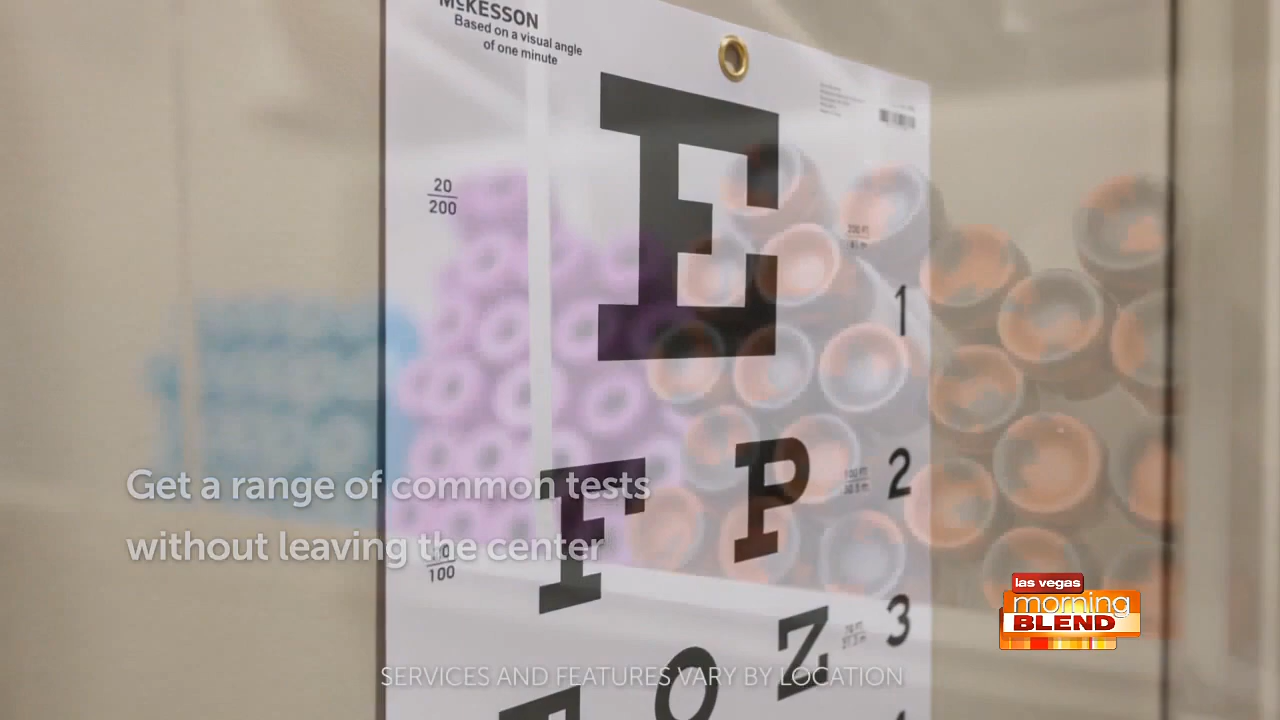 McKESSON
Based on a visual angle
of one minute
E
20
200
1
F P
2
100
Get a range of common tests
without leaving the center
O Z
3
las vegas
morning
BLEND
SERVICES AND FEATURES VARY BY LOCATION